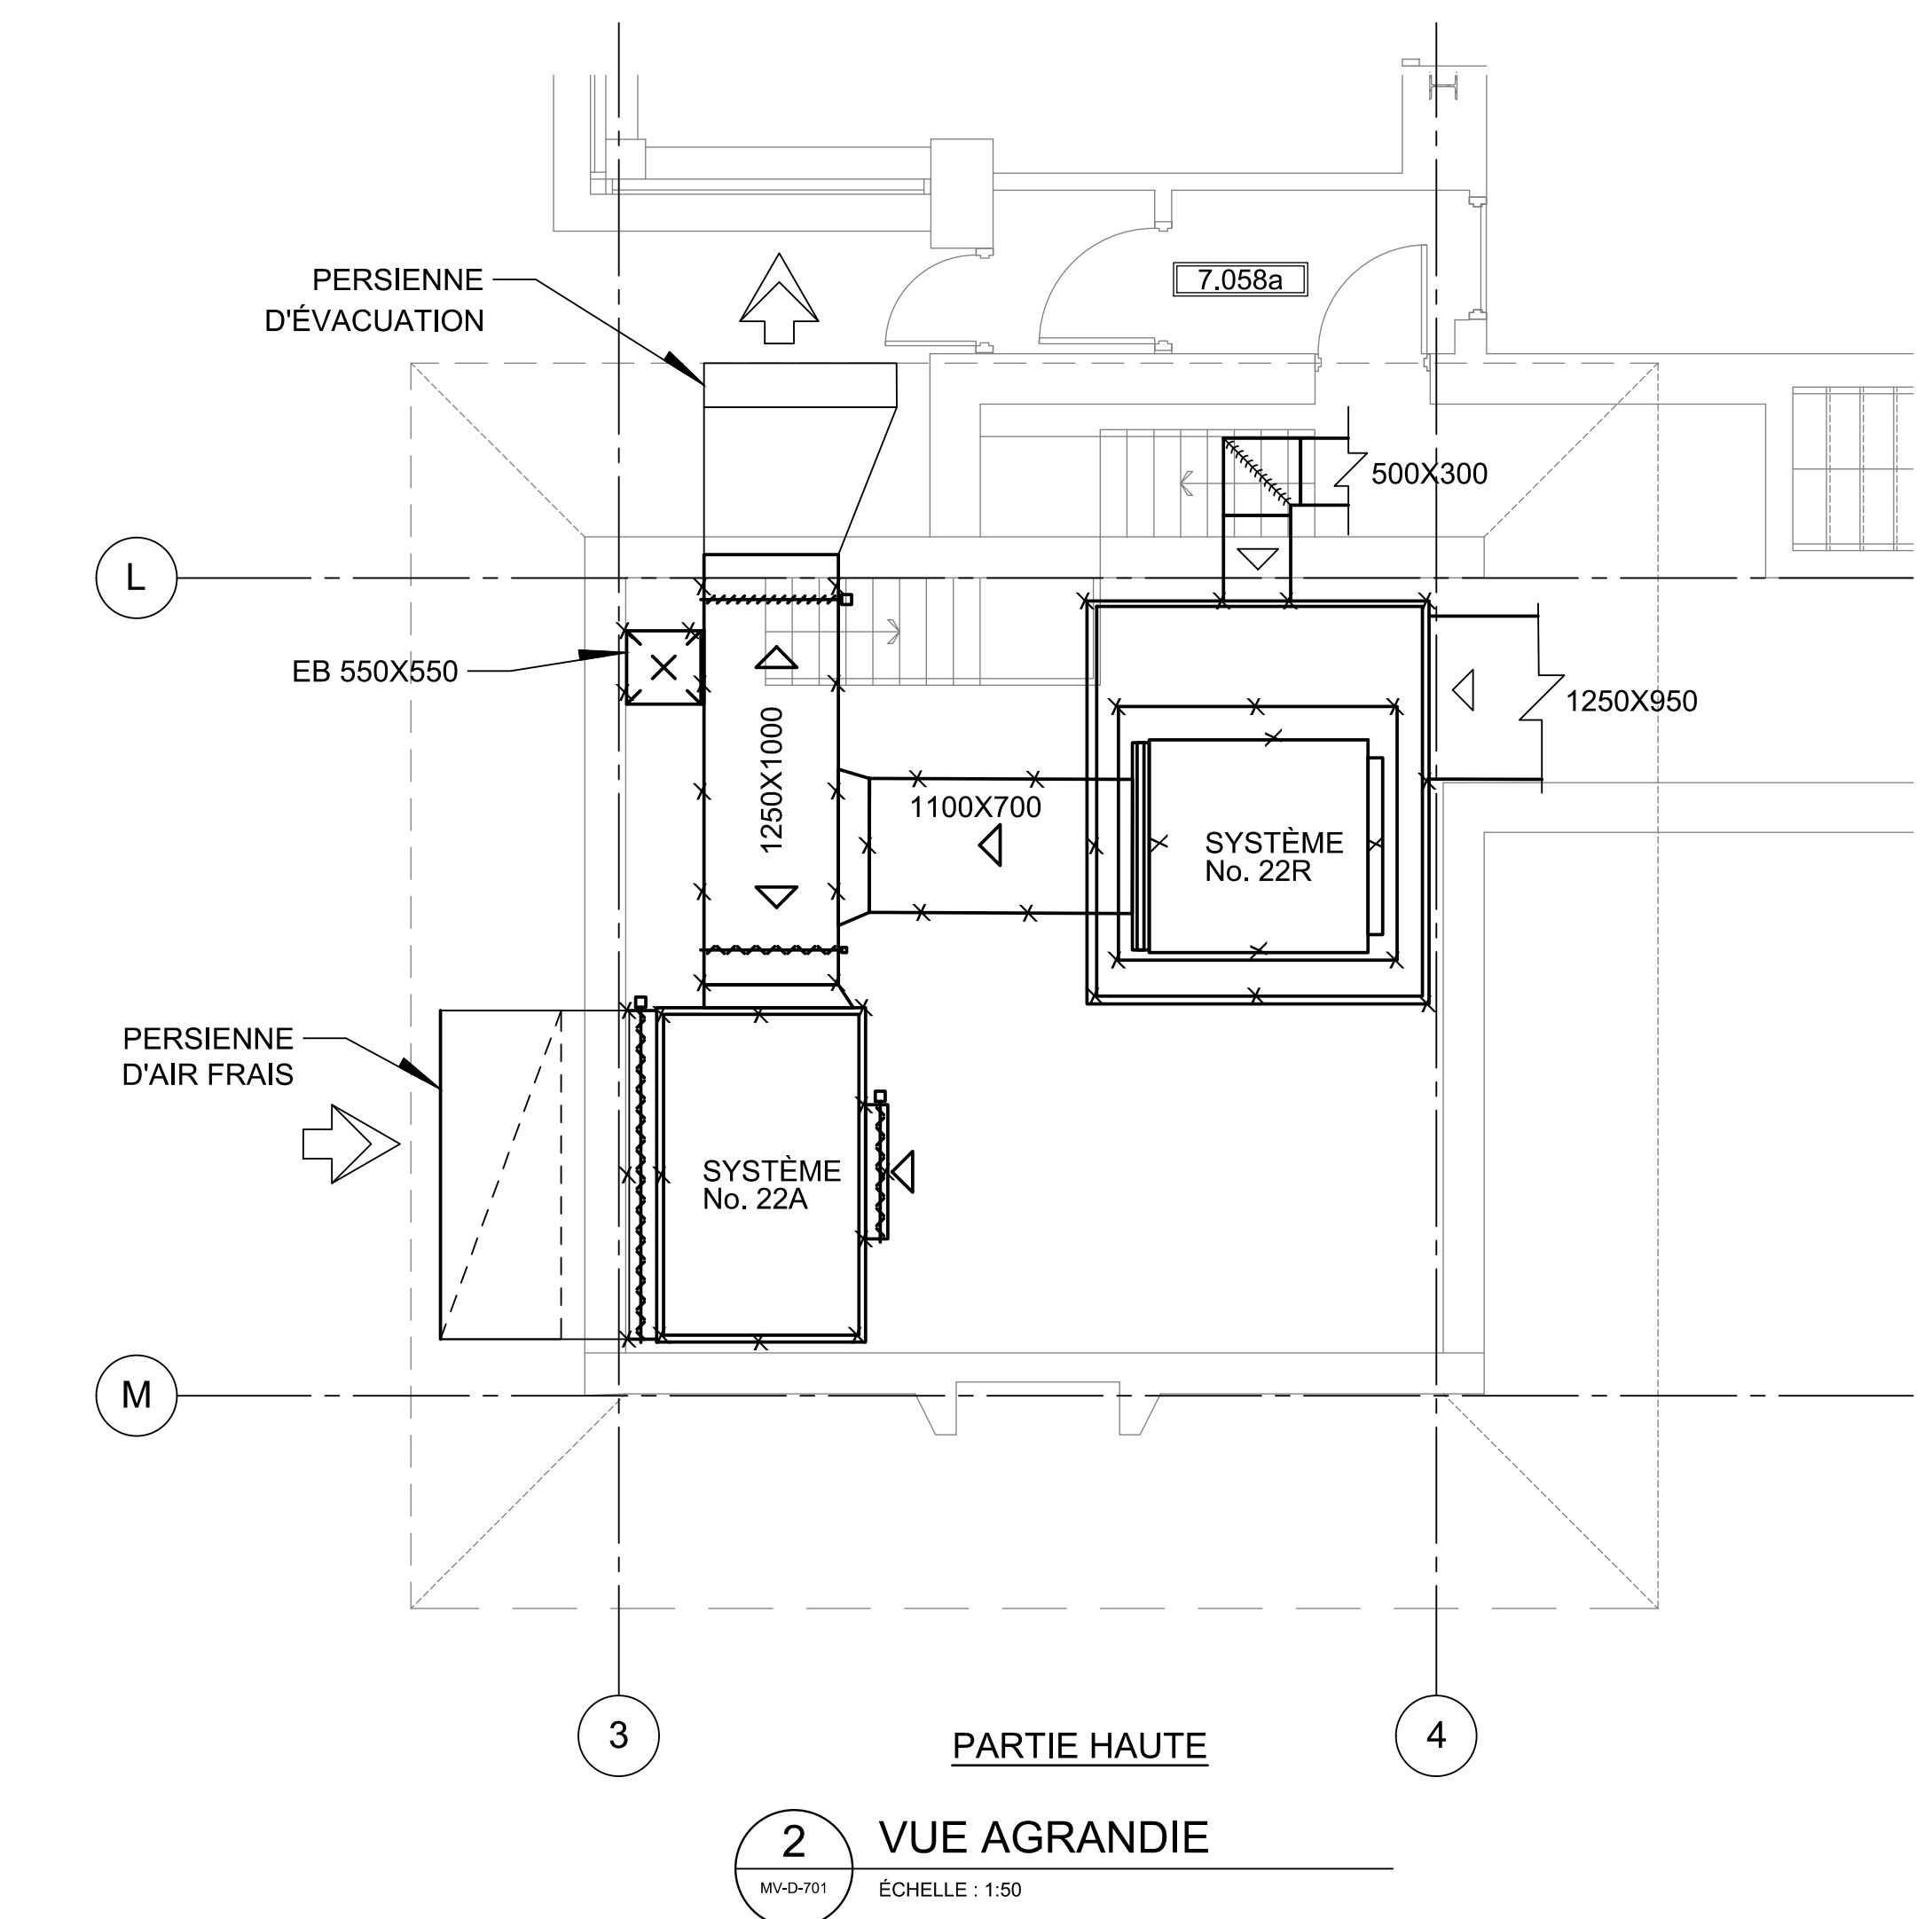 PERSIENNE
D'ÉVACUATION
7.058a
500X300
L
EB 550X550
1250X950
1250X1000
1100X700
SYSTÈME
No. 22R
PERSIENNE
D'AIR FRAIS
SYSTÈME
No. 22A
M
3
4
PARTIE HAUTE
2
MV-D-701
VUE AGRANDIE
ÉCHELLE : 1:50